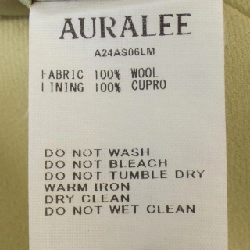 AURALEE
A24AS06LM
FABRIC 100% WOOL
LINING 100% CUPRO
DO NOT WASH
DO NOT BLEACH
DO NOT TUMBLE DRY
WARM IRON
DRY CLEAN
DO NOT WET CLEAN